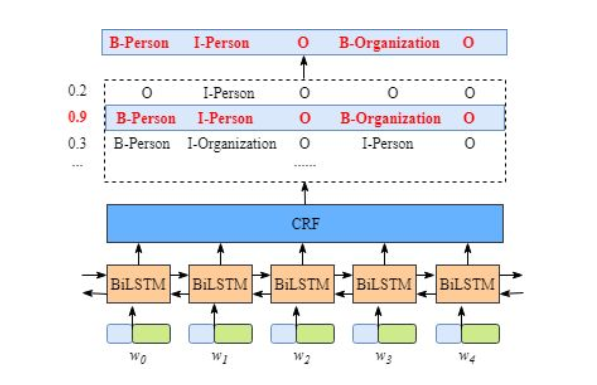 B-Person I-Person O B-Organization O
0.2 O I-Person O O O
0.9 B-Person I-Person O B-Organization O
0.3 B-Person I-Organization O I-Person O
... ......
CRF
BiLSTM BiLSTM BiLSTM BiLSTM BiLSTM
w0 w1 w2 w3 w4